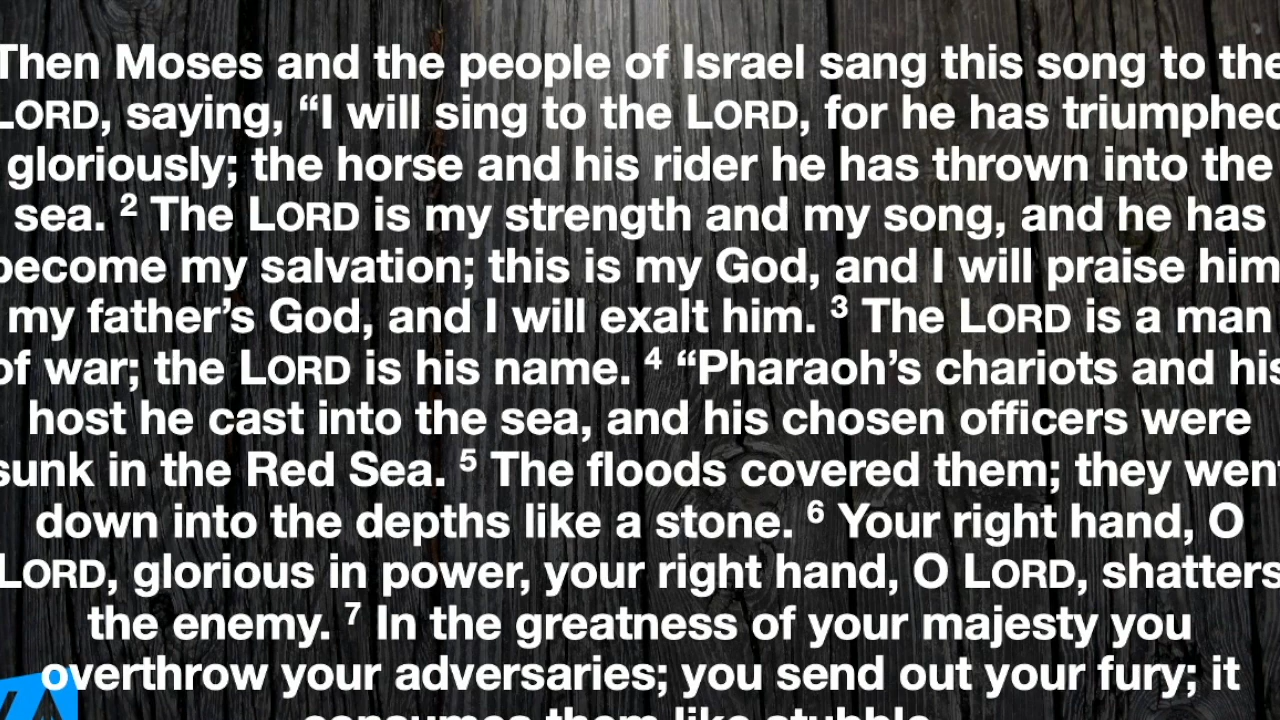 Then Moses and the people of Israel sang this song to the
LORD, saying, “I will sing to the LORD, for he has triumphed
gloriously; the horse and his rider he has thrown into the
sea. ² The LORD is my strength and my song, and he has
become my salvation; this is my God, and I will praise him
my father’s God, and I will exalt him. ³ The LORD is a man
of war; the LORD is his name. ⁴ “Pharaoh’s chariots and his
host he cast into the sea, and his chosen officers were
sunk in the Red Sea. ⁵ The floods covered them; they went
down into the depths like a stone. ⁶ Your right hand, O
LORD, glorious in power, your right hand, O LORD, shatters
the enemy. ⁷ In the greatness of your majesty you
overthrow your adversaries; you send out your fury; it
consumes them like stubble